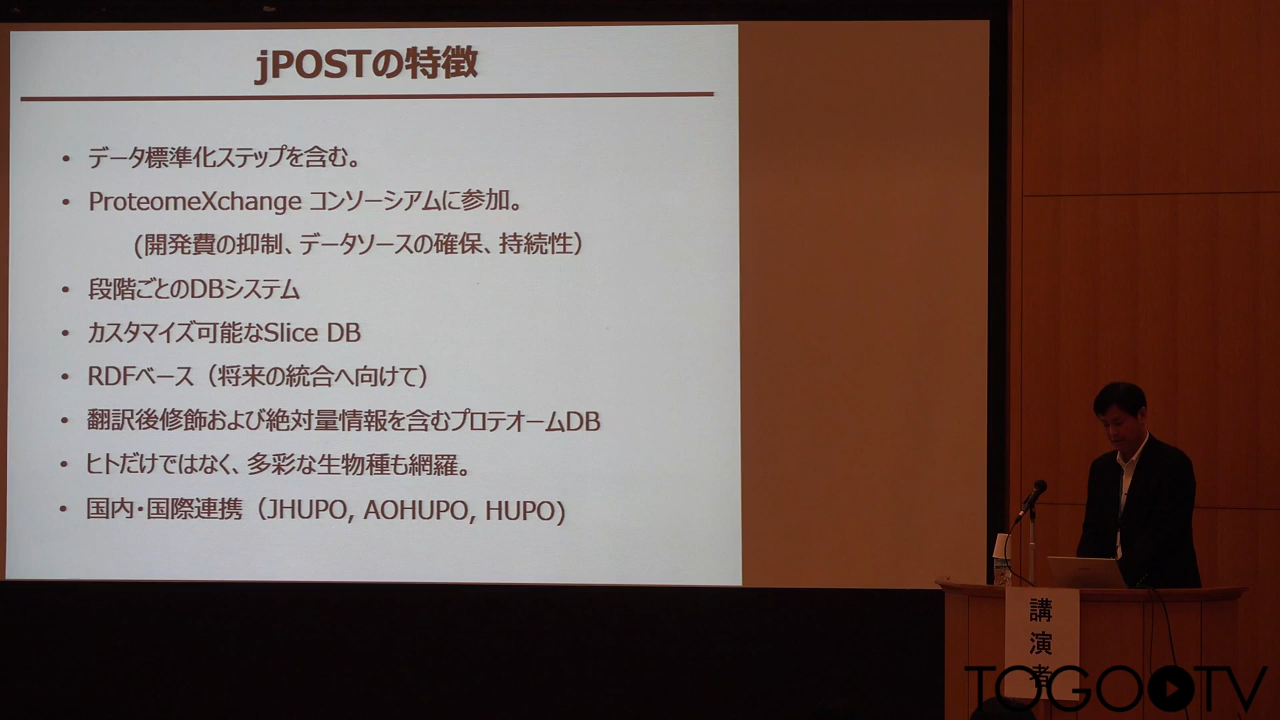 jPOSTの特徴
• データ標準化ステップを含む。
• ProteomeXchange コンソーシアムに参加。
(開発費の抑制、データソースの確保、持続性）
• 段階ごとのDBシステム
• カスタマイズ可能なSlice DB
• RDFベース（将来の統合へ向けて）
• 翻訳後修飾および絶対量情報を含むプロテオームDB
• ヒトだけではなく、多彩な生物種も網羅。
• 国内・国際連携（JHUPO, AOHUPO, HUPO)
講演者
TOGOTV